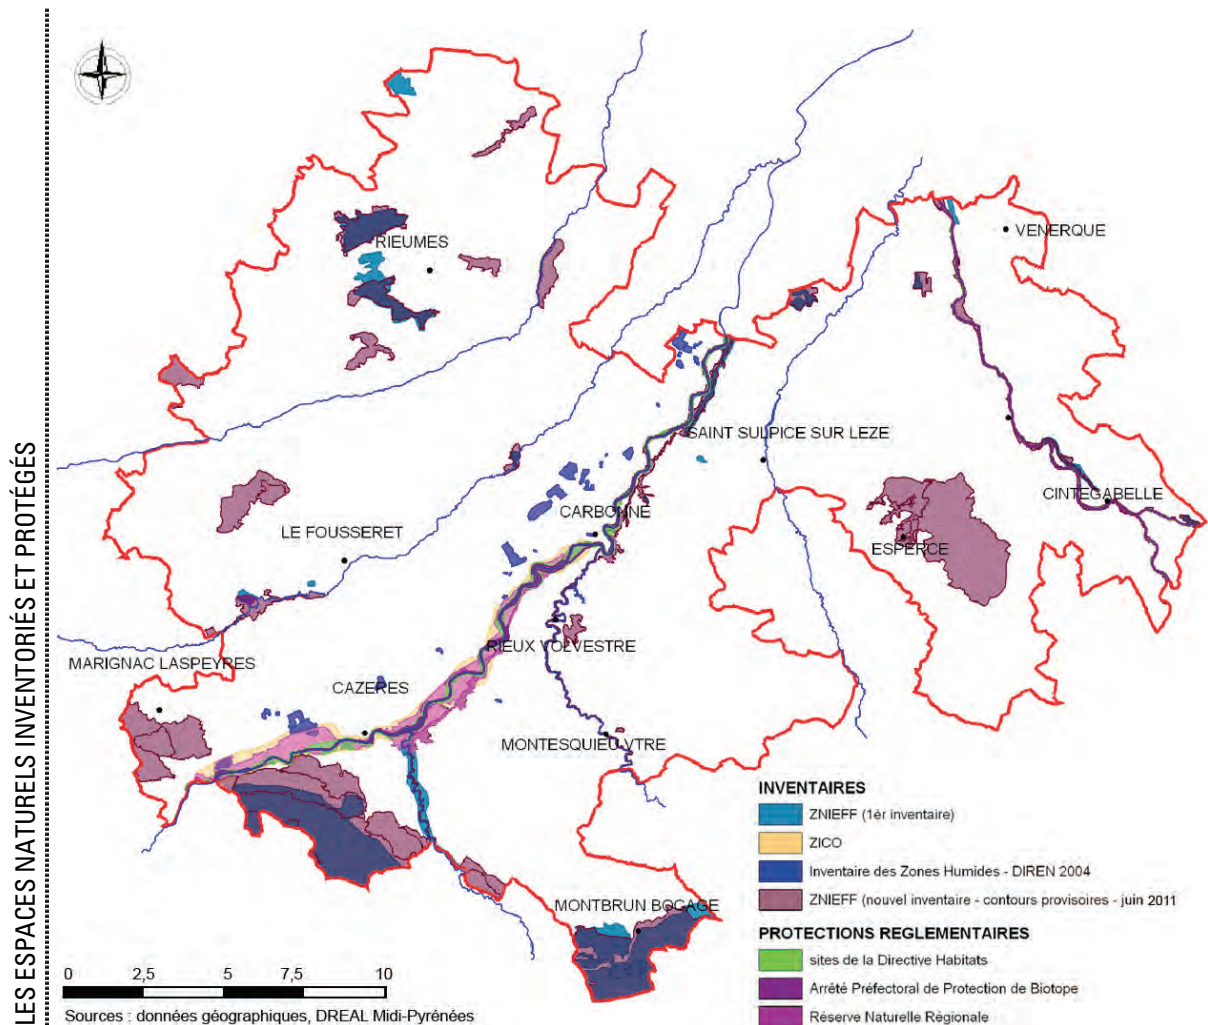 LES ESPACES NATURELS INVENTORIÉS ET PROTÉGÉS
VENERQUE
RIEUMES
SAINT SULPICE SUR LEZE
CINTEGABELLE
CARBONNE
LE FOUSSERET
ESPERCE
RIEUX VOLVESTRE
MARIGNAC LASPEYRES
CAZERES
MONTESQUIEU VTRE
MONTBRUN BOCAGE
INVENTAIRES
ZNIEFF (1èr inventaire)
ZICO
Inventaire des Zones Humides - DIREN 2004
ZNIEFF (nouvel inventaire - contours provisoires - juin 2011
PROTECTIONS REGLEMENTAIRES
sites de la Directive Habitats
Arrêté Préfectoral de Protection de Biotope
Réserve Naturelle Régionale
0 2,5 5 7,5 10
Sources : données géographiques, DREAL Midi-Pyrénées